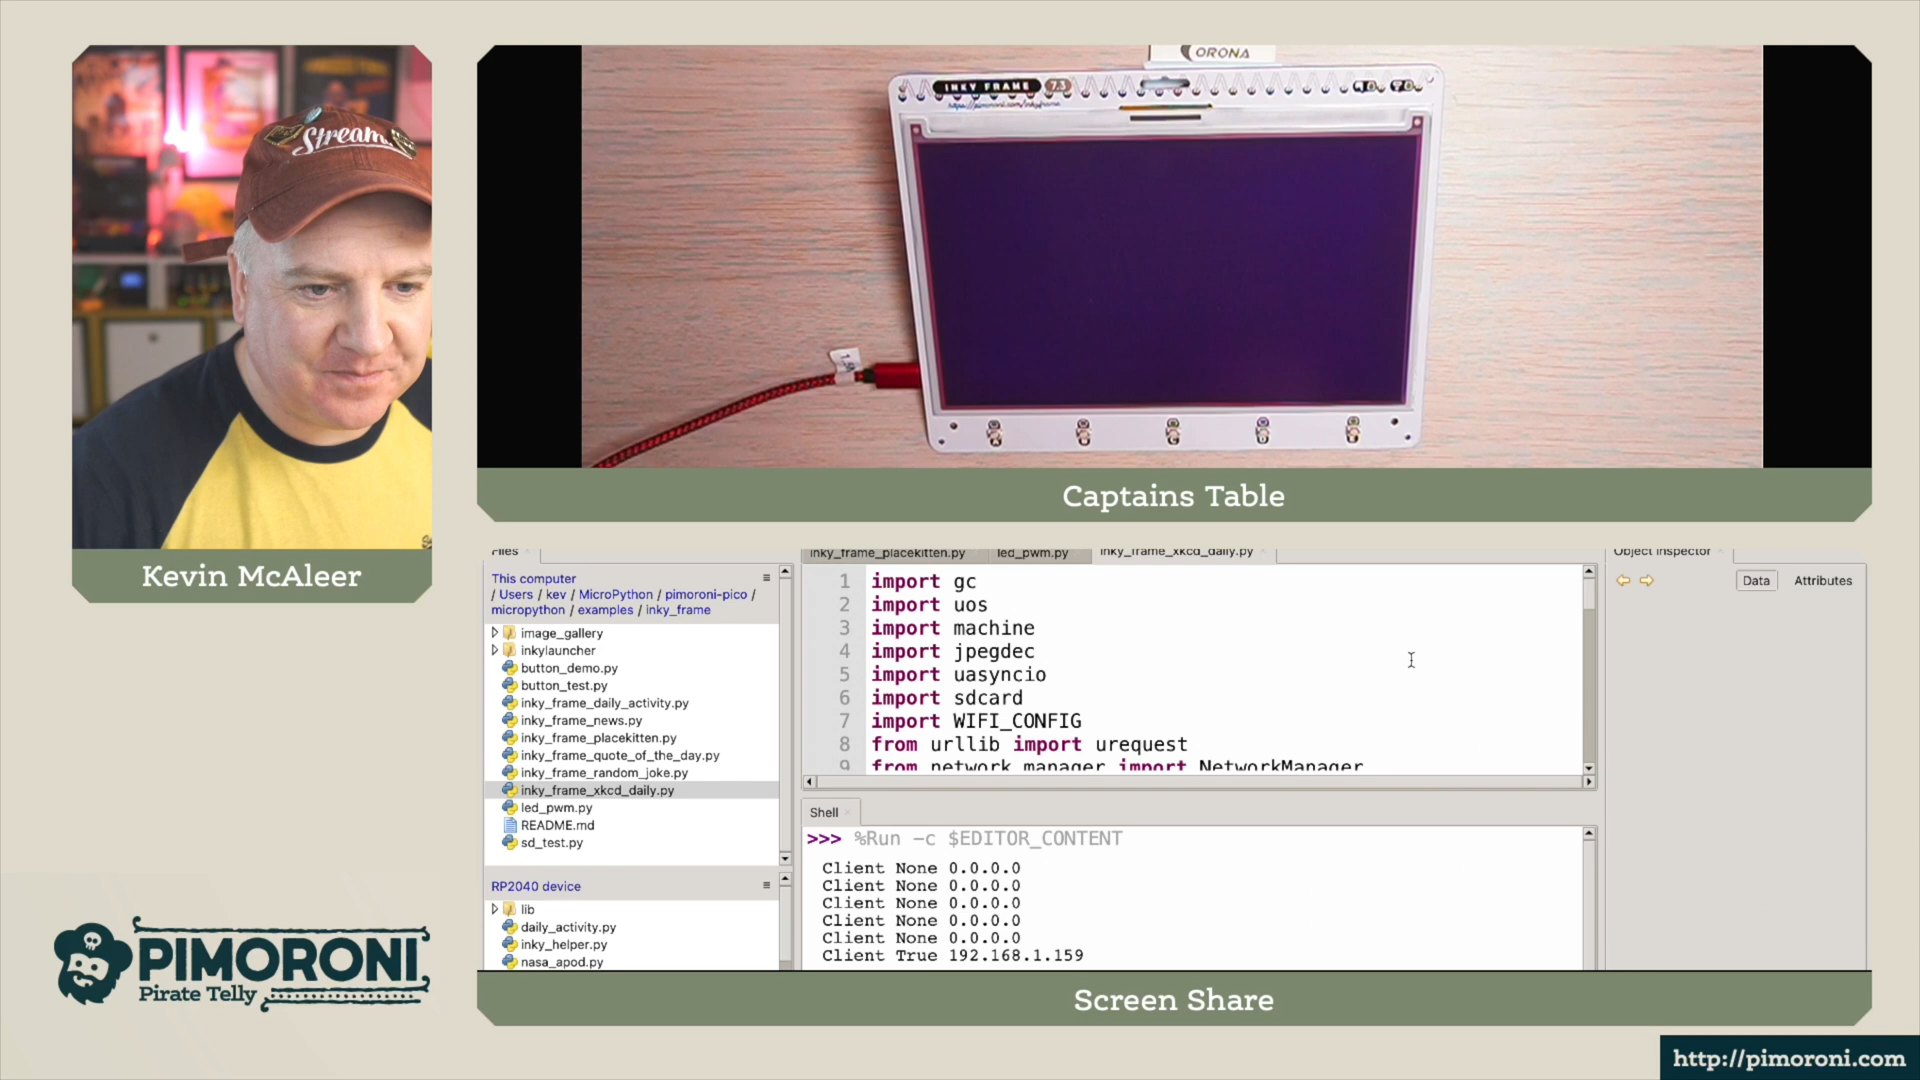 Stream
Kevin McAleer
ORONA
INKY FRAME 7.3
https://pimoroni.com/inkyframe
Captains Table
Files
This computer
/ Users / kev / MicroPython / pimoroni-pico /
micropython / examples / inky_frame
image_gallery
inkylauncher
button_demo.py
button_test.py
inky_frame_daily_activity.py
inky_frame_news.py
inky_frame_placekitten.py
inky_frame_quote_of_the_day.py
inky_frame_random_joke.py
inky_frame_xkcd_daily.py
led_pwm.py
README.md
sd_test.py
RP2040 device
lib
daily_activity.py
inky_helper.py
nasa_apod.py
inky_frame_placekitten.py led_pwm.py inky_frame_xkcd_daily.py
1 import gc
2 import uos
3 import machine
4 import jpegdec
5 import uasyncio
6 import sdcard
7 import WIFI_CONFIG
8 from urllib import urequest
9 from network_manager import NetworkManager
Shell
>>> %Run -c $EDITOR_CONTENT
Client None 0.0.0.0
Client None 0.0.0.0
Client None 0.0.0.0
Client None 0.0.0.0
Client None 0.0.0.0
Client True 192.168.1.159
Object Inspector
Data Attributes
Screen Share
PIMORONI
Pirate Telly
http://pimoroni.com